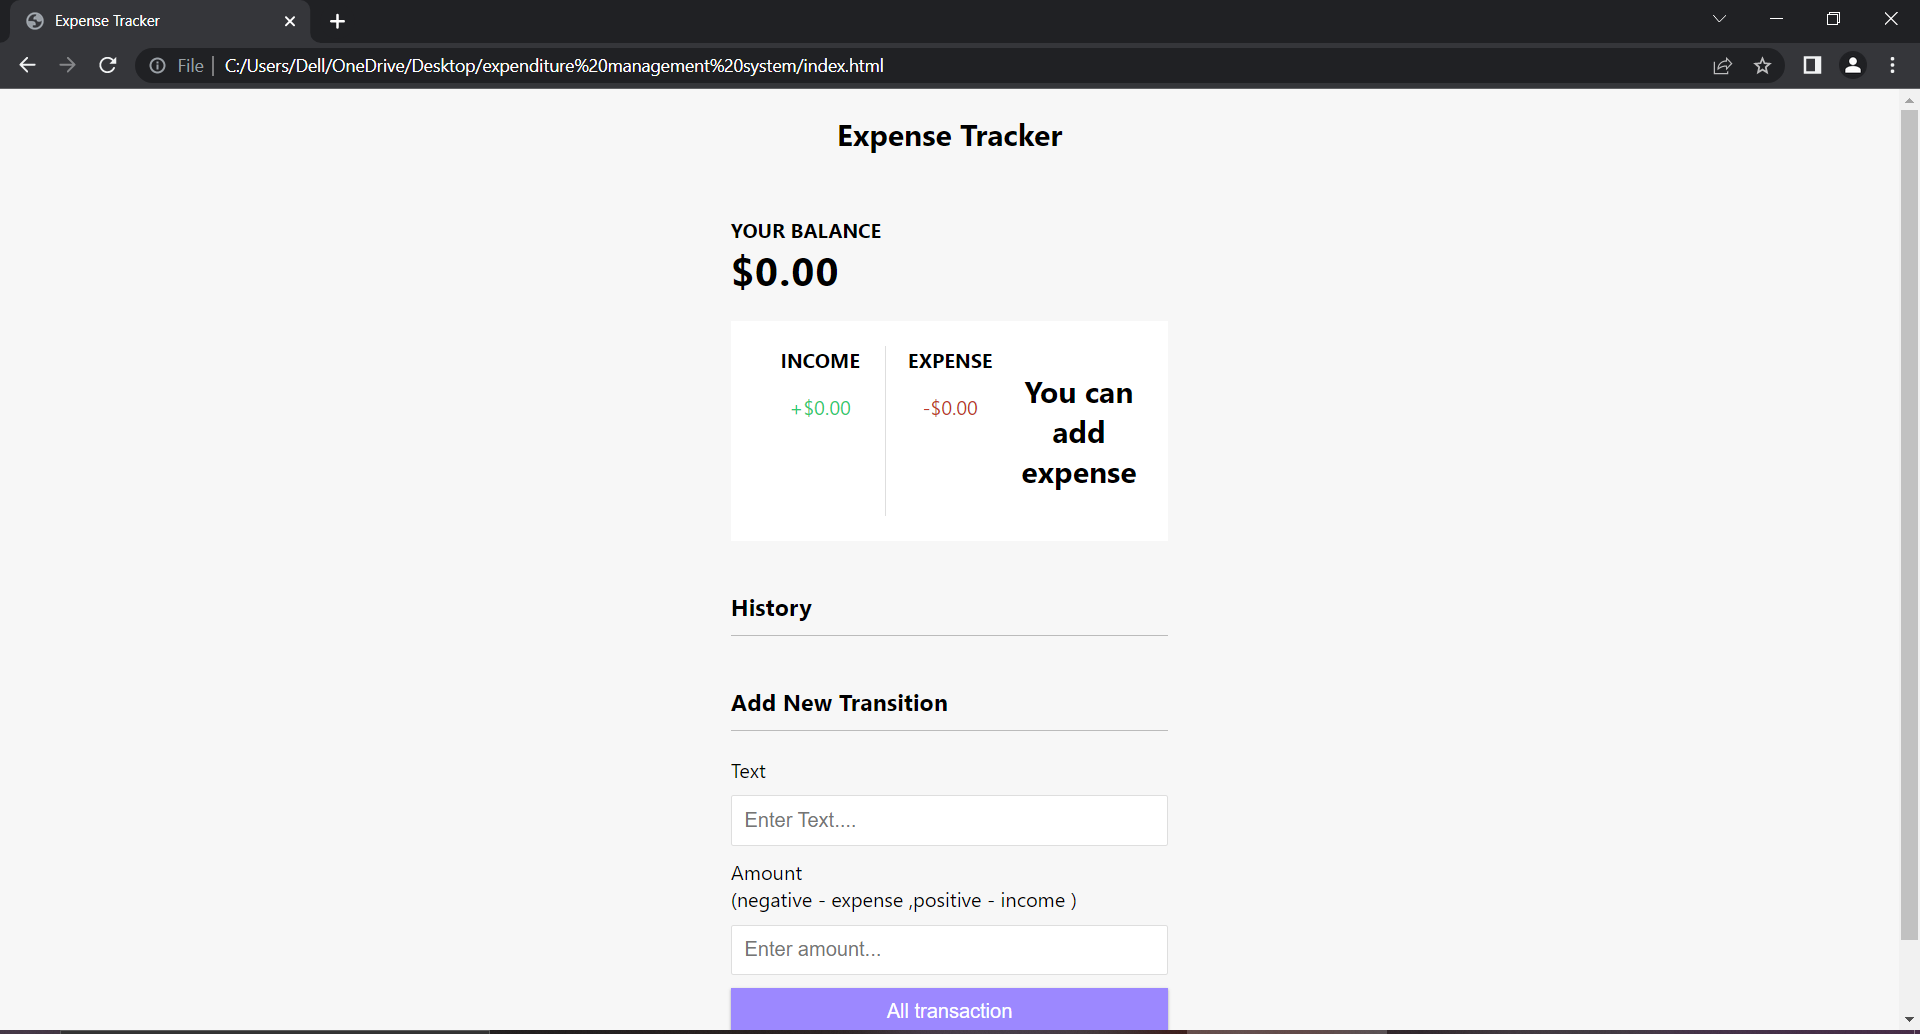 Expense Tracker
File | C:/Users/Dell/OneDrive/Desktop/expenditure%20management%20system/index.html
Expense Tracker
YOUR BALANCE
$0.00
INCOME
+$0.00
EXPENSE
-$0.00
You can
add
expense
History
Add New Transition
Text
Enter Text....
Amount
(negative - expense ,positive - income )
Enter amount...
All transaction